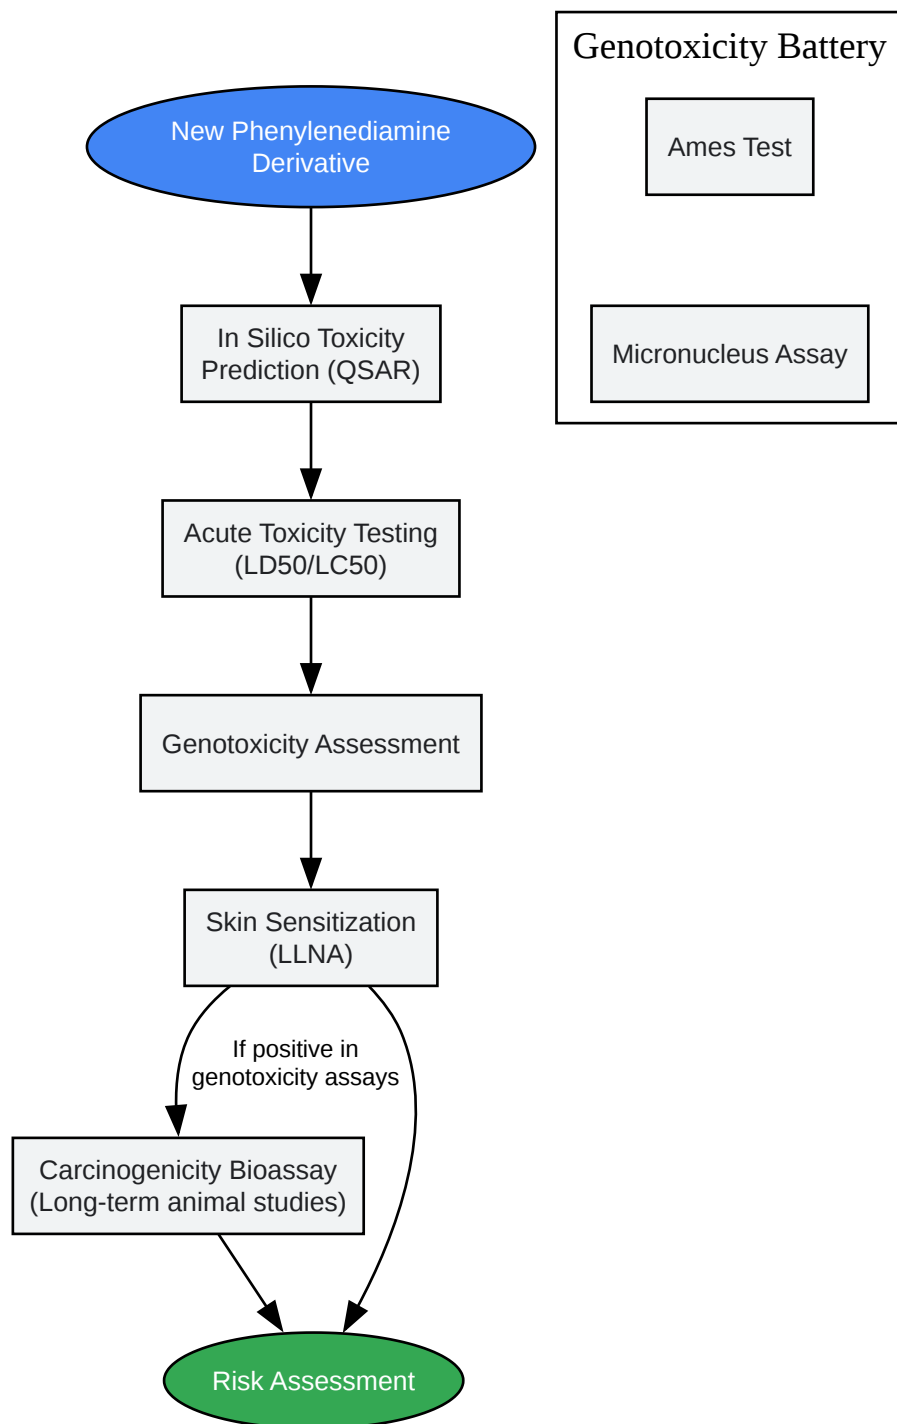 New Phenylenediamine
Derivative
Genotoxicity Battery
Ames Test
Micronucleus Assay
In Silico Toxicity
Prediction (QSAR)
Acute Toxicity Testing
(LD50/LC50)
Genotoxicity Assessment
Skin Sensitization
(LLNA)
If positive in
genotoxicity assays
Carcinogenicity Bioassay
(Long-term animal studies)
Risk Assessment